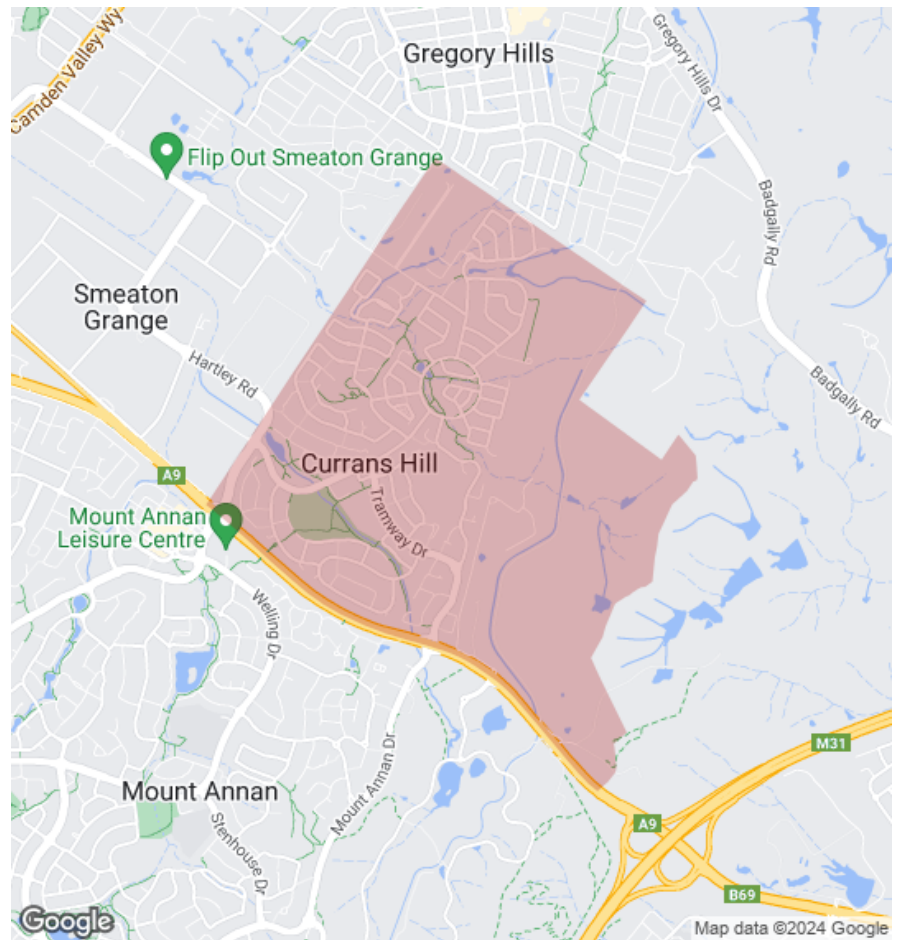 Gregory Hills
Camden Valley Wy
Gregory Hills Dr
Flip Out Smeaton Grange
Badgally Rd
Smeaton
Grange
Hartley Rd
Badgally Rd
Currans Hill
A9
Tramway Dr
Mount Annan
Leisure Centre
Welling Dr
M31
Mount Annan Dr
Mount Annan
Stenhouse Dr
A9
B69
Google
Map data ©2024 Google